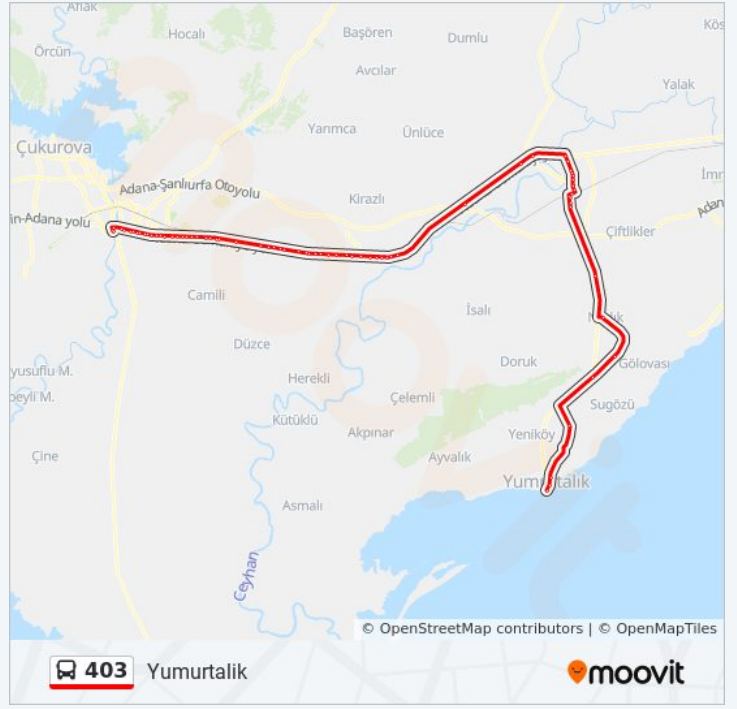 Aflak
Hocalı
Başören
Dumlu
Kös
Örcün
Avcılar
Yalak
Yarımca
Ünlüce
Çukurova
Adana-Şanlıurfa Otoyolu
Kirazlı
İmr
in-Adana yolu
Adan
Çiftlikler
Camili
İsalı
Düzce
Doruk
Gölovası
yusuflu M.
Herekli
beyli M.
Çelemli
Sugözü
Kütüklü
Akpınar
Yeniköy
Çine
Ayvalık
Yumurtalık
Asmalı
Ceyhan
© OpenStreetMap contributors | © OpenMapTiles
403 Yumurtalik
moovit